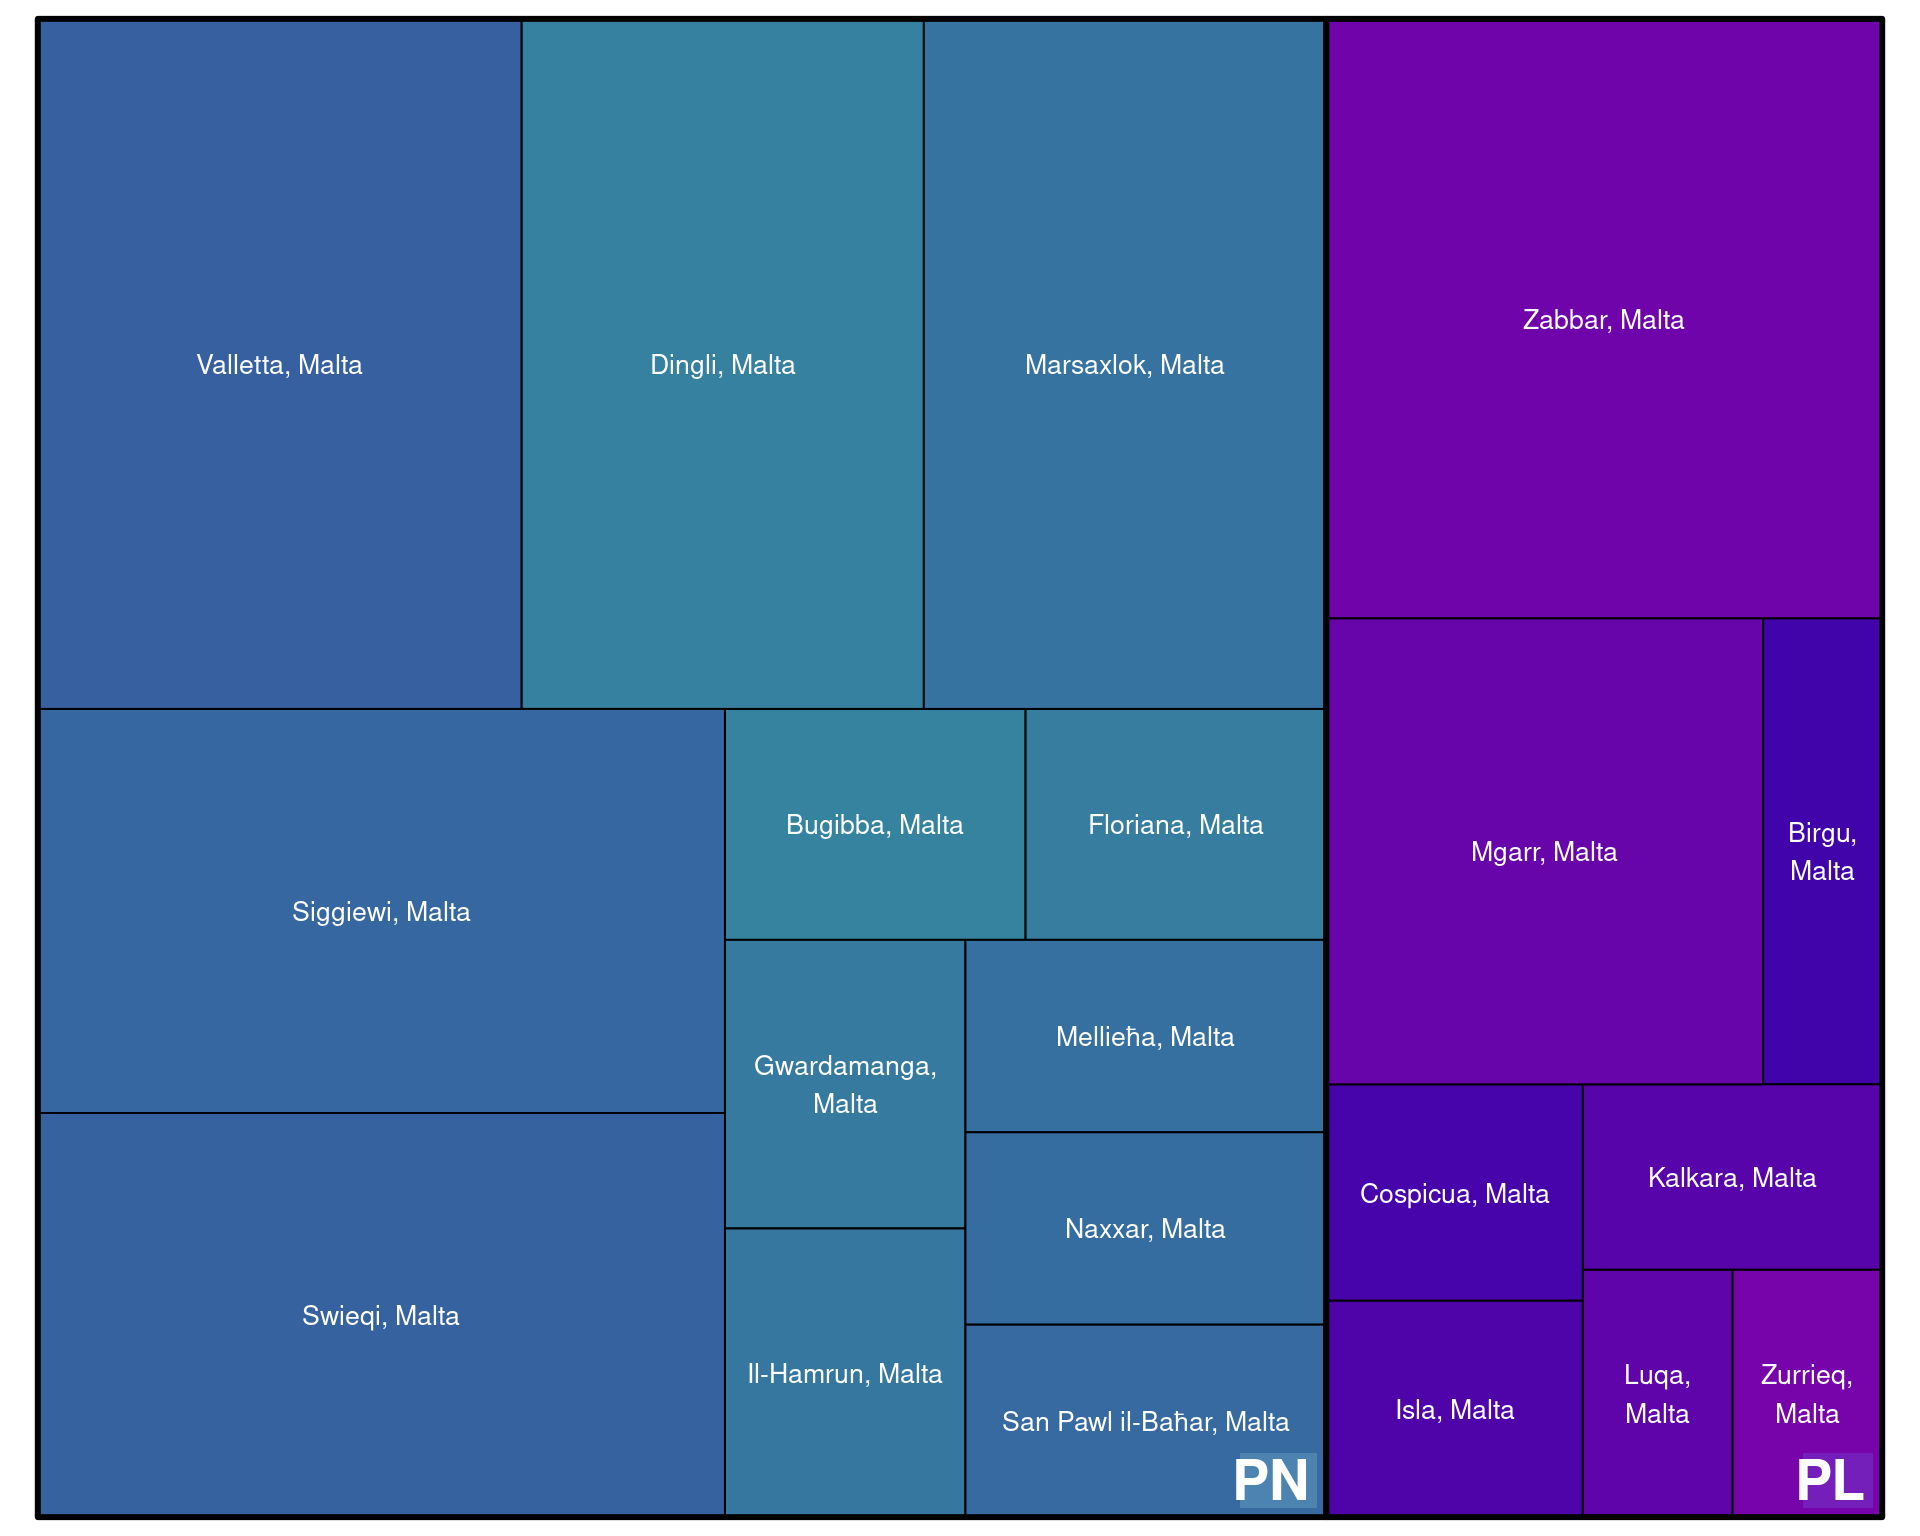 Valletta, Malta
Dingli, Malta
Marsaxlok, Malta
Zabbar, Malta
Siggiewi, Malta
Bugibba, Malta
Floriana, Malta
Mgarr, Malta
Birgu,
Malta
Gwardamanga,
Malta
Mellieħa, Malta
Swieqi, Malta
Il-Hamrun, Malta
Naxxar, Malta
San Pawl il-Baħar, Malta
PN
Cospicua, Malta
Kalkara, Malta
Isla, Malta
Luqa,
Malta
Zurrieq,
Malta
PL